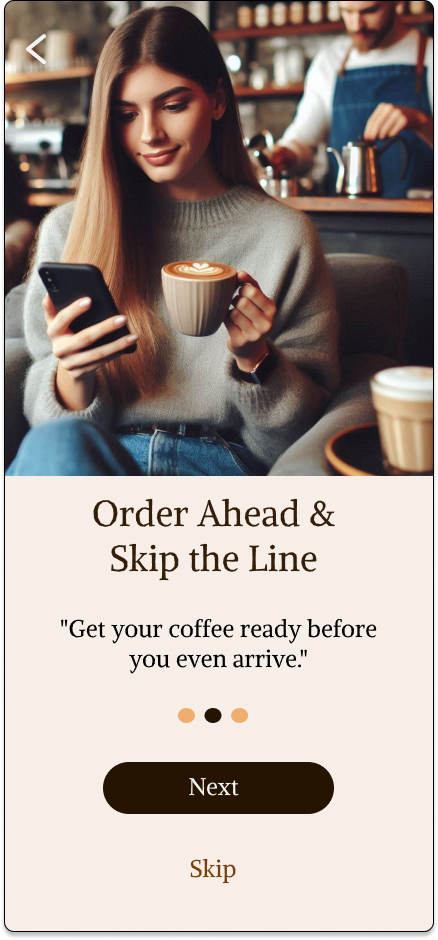 Order Ahead &
Skip the Line
"Get your coffee ready before
you even arrive."
Next
Skip